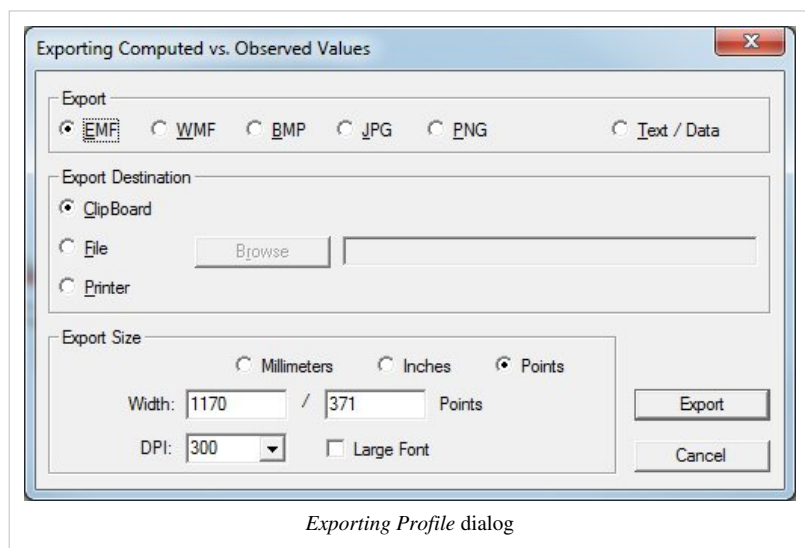 Exporting Computed vs. Observed Values
Export
EMF WMF BMP JPG PNG Text / Data
Export Destination
ClipBoard
File Browse
Printer
Export Size
Millimeters Inches Points
Width: 1170 / 371 Points Export
DPI: 300 Large Font Cancel
Exporting Profile dialog